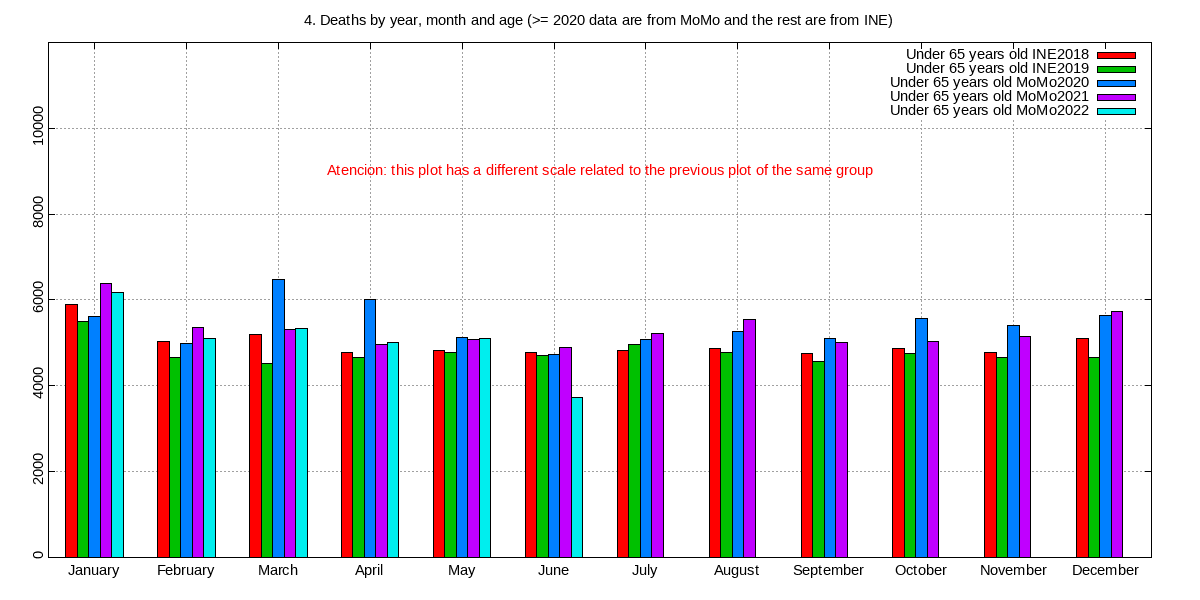 4. Deaths by year, month and age (>= 2020 data are from MoMo and the rest are from INE)
Under 65 years old INE2018
Under 65 years old INE2019
Under 65 years old MoMo2020
Under 65 years old MoMo2021
Under 65 years old MoMo2022
Atencion: this plot has a different scale related to the previous plot of the same group
10000
8000
6000
4000
2000
0
January February March April May June July August September October November December